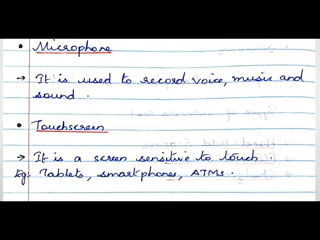 • Microphone
→ It is used to record voice, music and
sound.
• Touchscreen
→ It is a screen sensitive to touch.
Eg: Tablets, smartphones, ATMs.